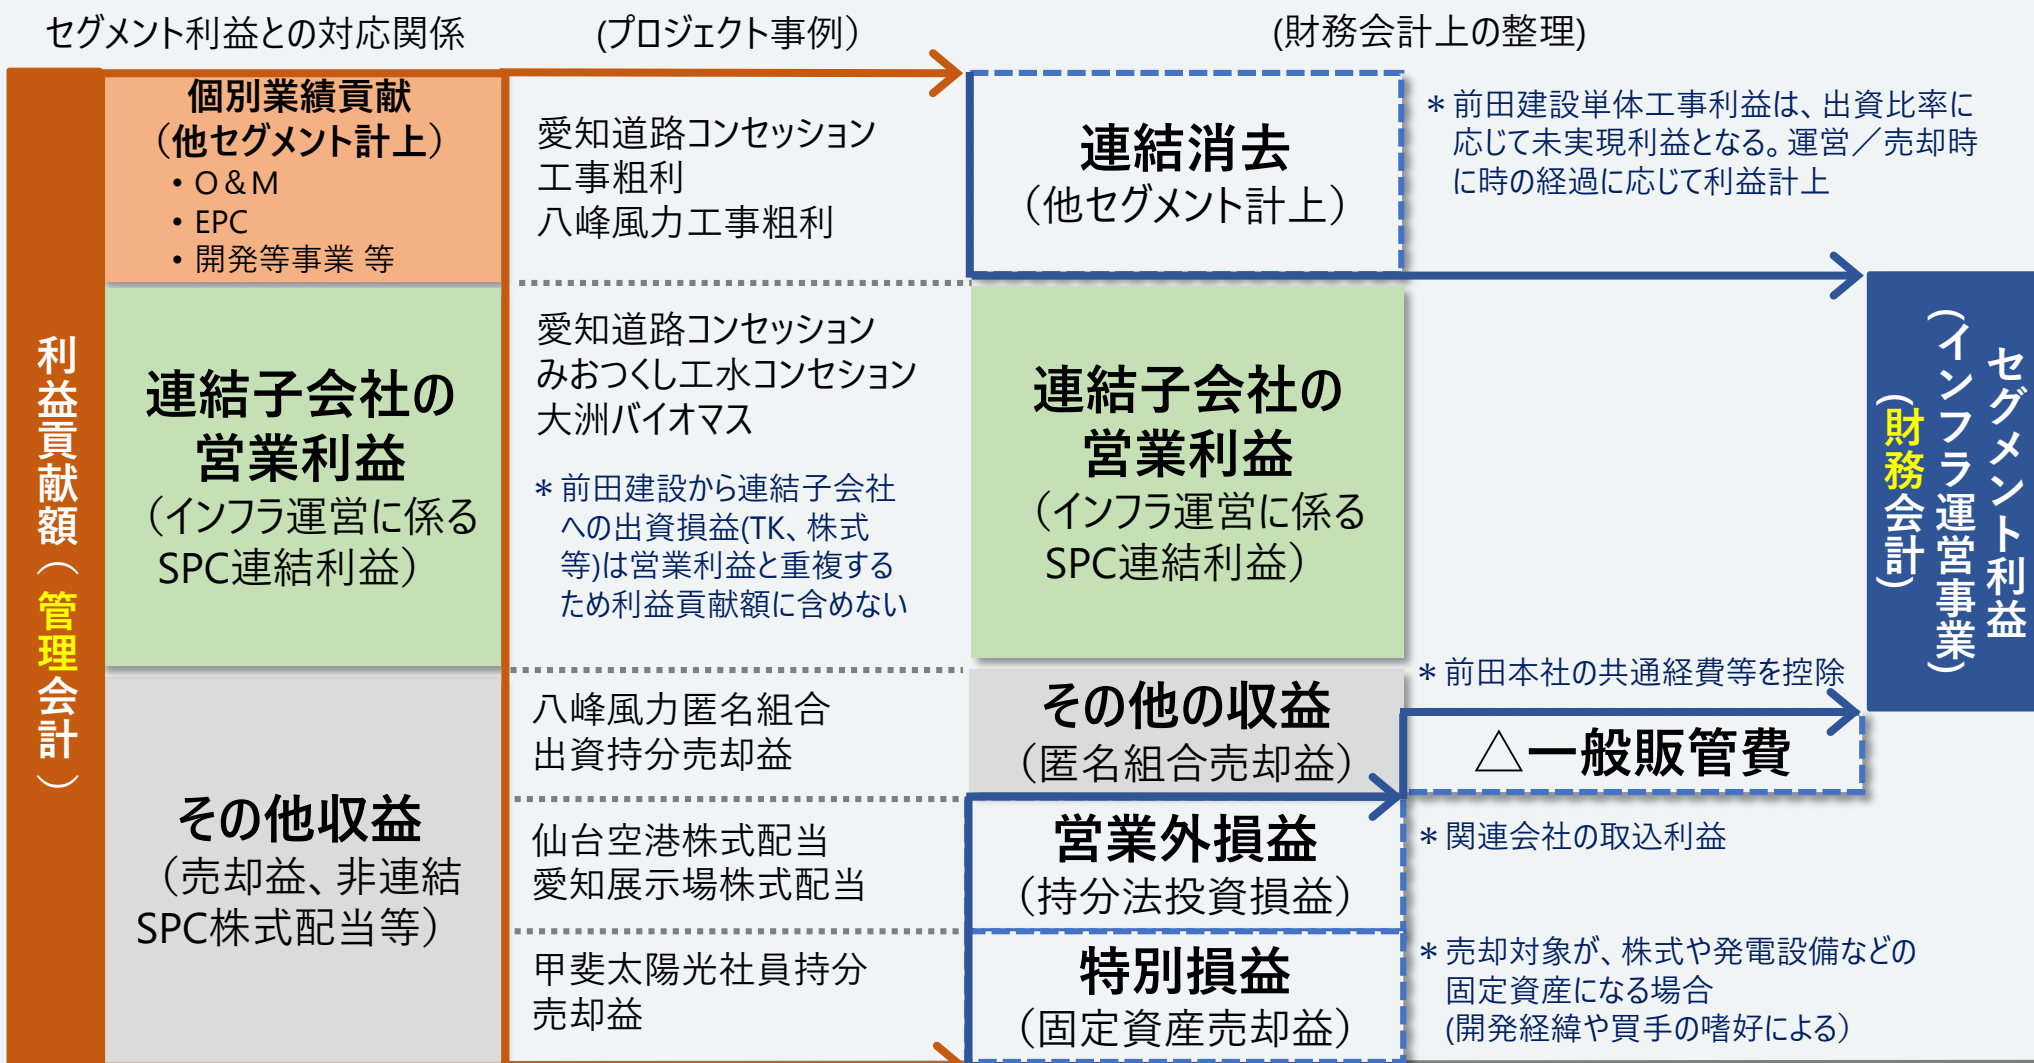 セグメント利益との対応関係
(プロジェクト事例）
(財務会計上の整理)
利益貢献額（管理会計）
個別業績貢献
（他セグメント計上）
・O＆M
・EPC
・開発等事業 等
愛知道路コンセッション
工事粗利
八峰風力工事粗利
連結消去
（他セグメント計上）
＊前田建設単体工事利益は、出資比率に
応じて未実現利益となる。運営／売却時
に時の経過に応じて利益計上
連結子会社の
営業利益
（インフラ運営に係る
SPC連結利益）
愛知道路コンセッション
みおつくし工水コンセション
大洲バイオマス
＊前田建設から連結子会社
への出資損益(TK、株式
等)は営業利益と重複する
ため利益貢献額に含めない
連結子会社の
営業利益
（インフラ運営に係る
SPC連結利益）
セグメント利益
(インフラ運営事業)
(財務会計)
その他収益
（売却益、非連結
SPC株式配当等）
八峰風力匿名組合
出資持分売却益
その他の収益
（匿名組合売却益）
＊前田本社の共通経費等を控除
△一般販管費
仙台空港株式配当
愛知展示場株式配当
営業外損益
（持分法投資損益）
＊関連会社の取込利益
甲斐太陽光社員持分
売却益
特別損益
（固定資産売却益）
＊売却対象が、株式や発電設備などの
固定資産になる場合
(開発経緯や買手の嗜好による）